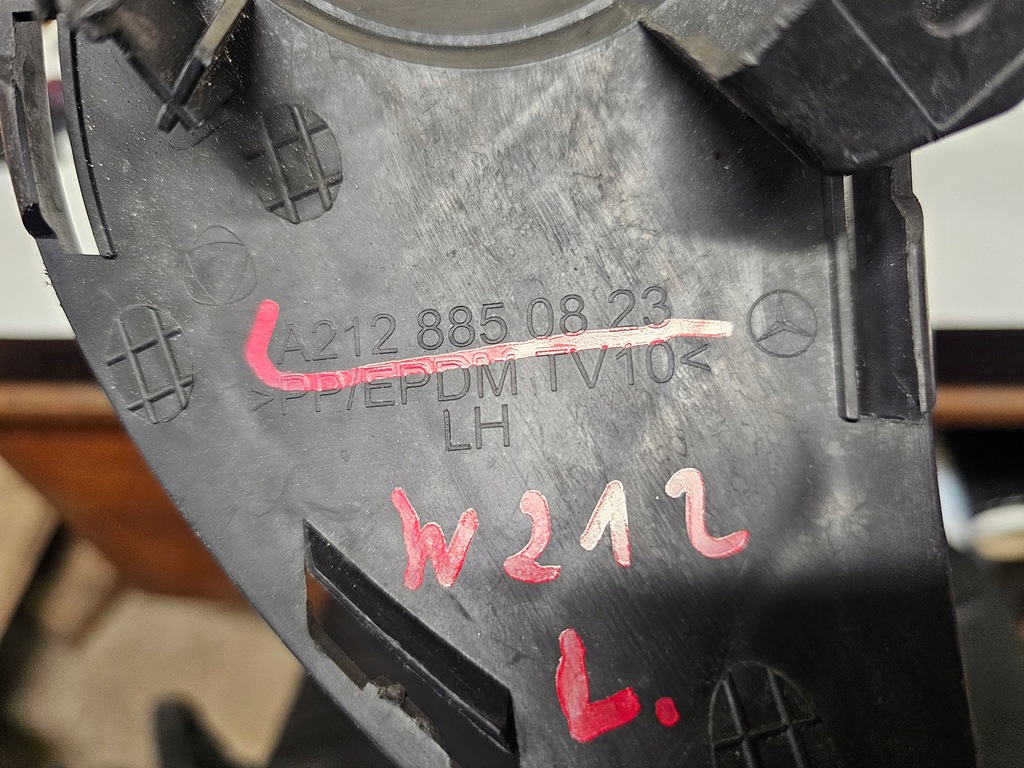 A212 885 08 23
>PP/EPDM TV10<
LH
W212
L.